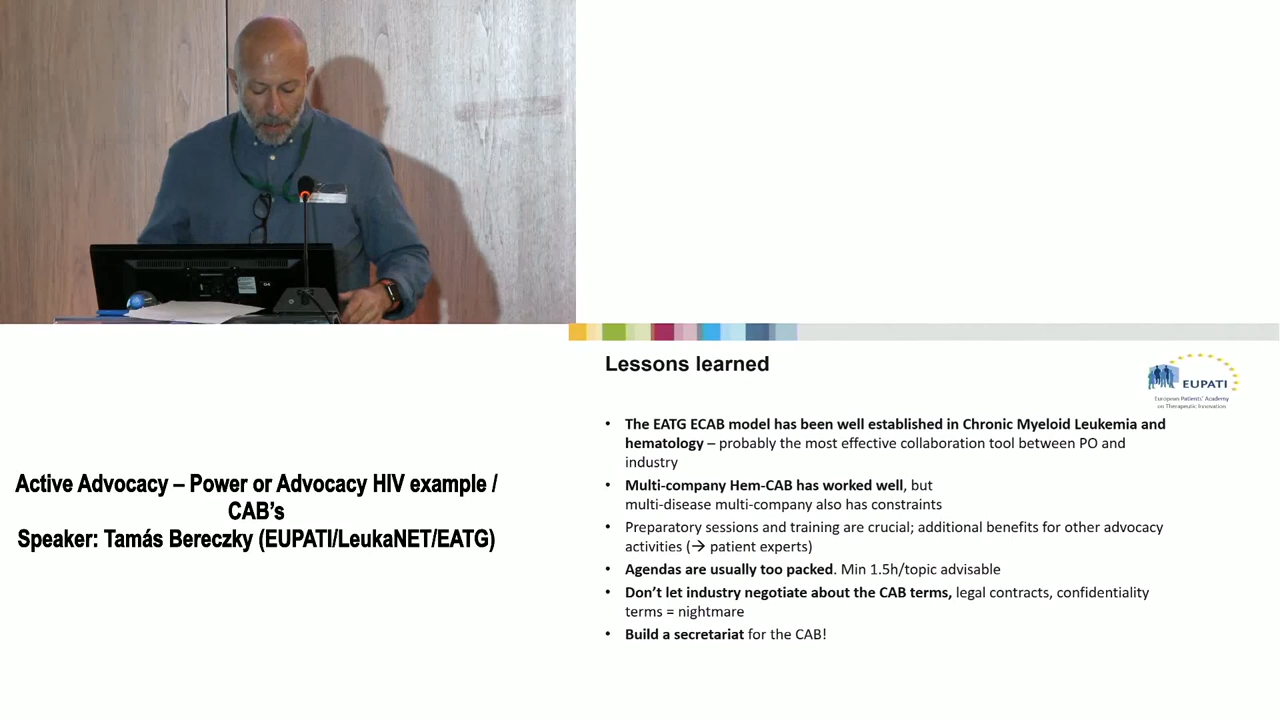 Lessons learned
EUPATI
European Patients' Academy
on Therapeutic Innovation
• The EATG ECAB model has been well established in Chronic Myeloid Leukemia and
hematology – probably the most effective collaboration tool between PO and
industry
• Multi-company Hem-CAB has worked well, but
multi-disease multi-company also has constraints
• Preparatory sessions and training are crucial; additional benefits for other advocacy
activities (→ patient experts)
• Agendas are usually too packed. Min 1.5h/topic advisable
• Don't let industry negotiate about the CAB terms, legal contracts, confidentiality
terms = nightmare
• Build a secretariat for the CAB!
Active Advocacy – Power or Advocacy HIV example /
CAB's
Speaker: Tamás Bereczky (EUPATI/LeukaNET/EATG)